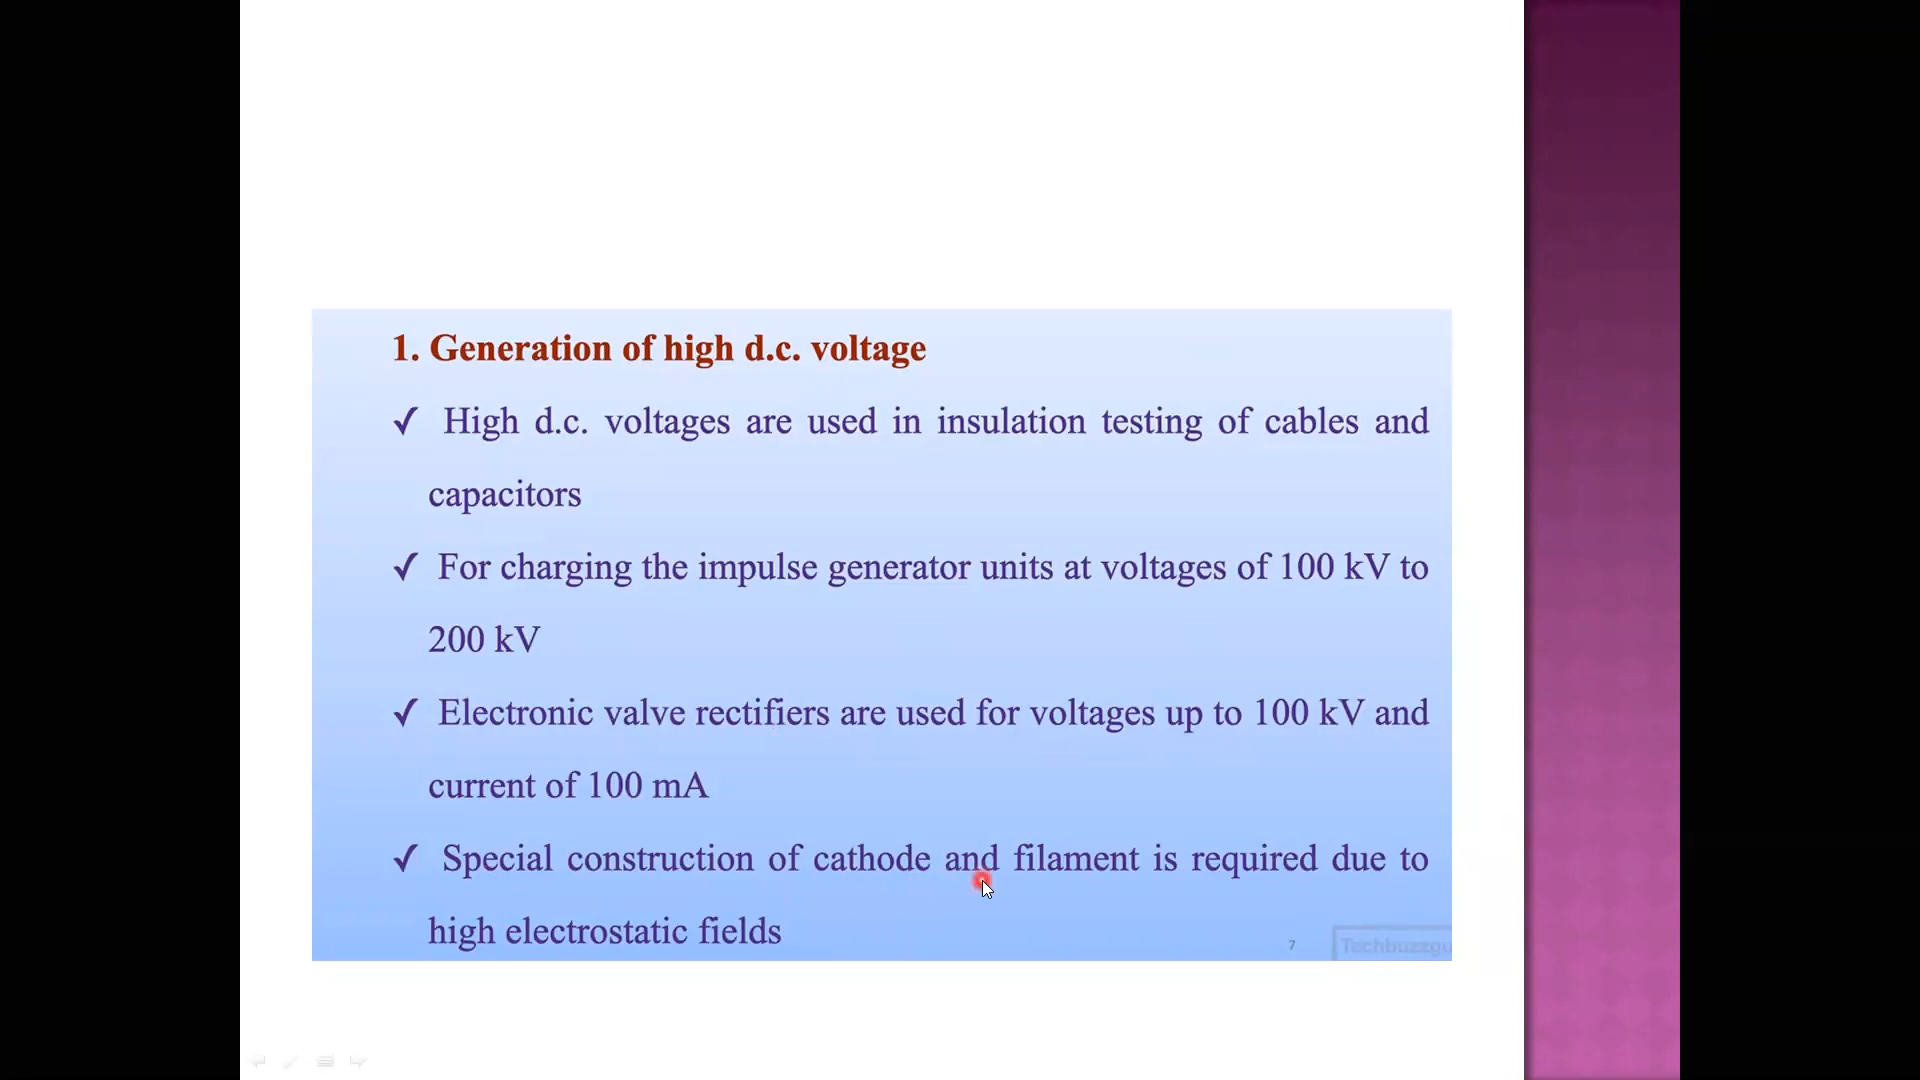 1. Generation of high d.c. voltage
✓ High d.c. voltages are used in insulation testing of cables and
capacitors
✓ For charging the impulse generator units at voltages of 100 kV to
200 kV
✓ Electronic valve rectifiers are used for voltages up to 100 kV and
current of 100 mA
✓ Special construction of cathode and filament is required due to
high electrostatic fields
7
Techbuzzgu